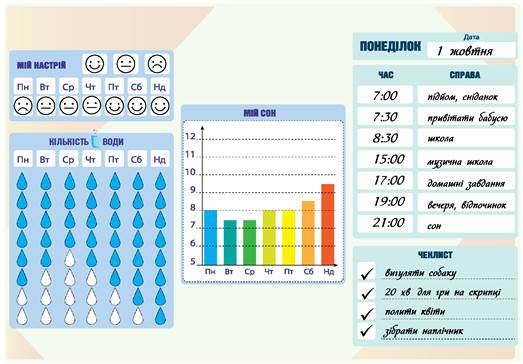 МІЙ НАСТРІЙ
Пн Вт Ср Чт Пт Сб Нд
КІЛЬКІСТЬ ВОДИ
Пн Вт Ср Чт Пт Сб Нд
МІЙ СОН
12
11
10
9
8
7
6
5
Пн Вт Ср Чт Пт Сб Нд
ПОНЕДІЛОК
Дата
1 жовтня
ЧАС СПРАВА
7:00 підйом, сніданок
7:30 привітати бабусю
8:30 школа
15:00 музична школа
17:00 домашні завдання
19:00 вечеря, відпочинок
21:00 сон
ЧЕКЛИСТ
вигуляти собаку
20 хв для гри на скрипці
полити квіти
зібрати наплічник